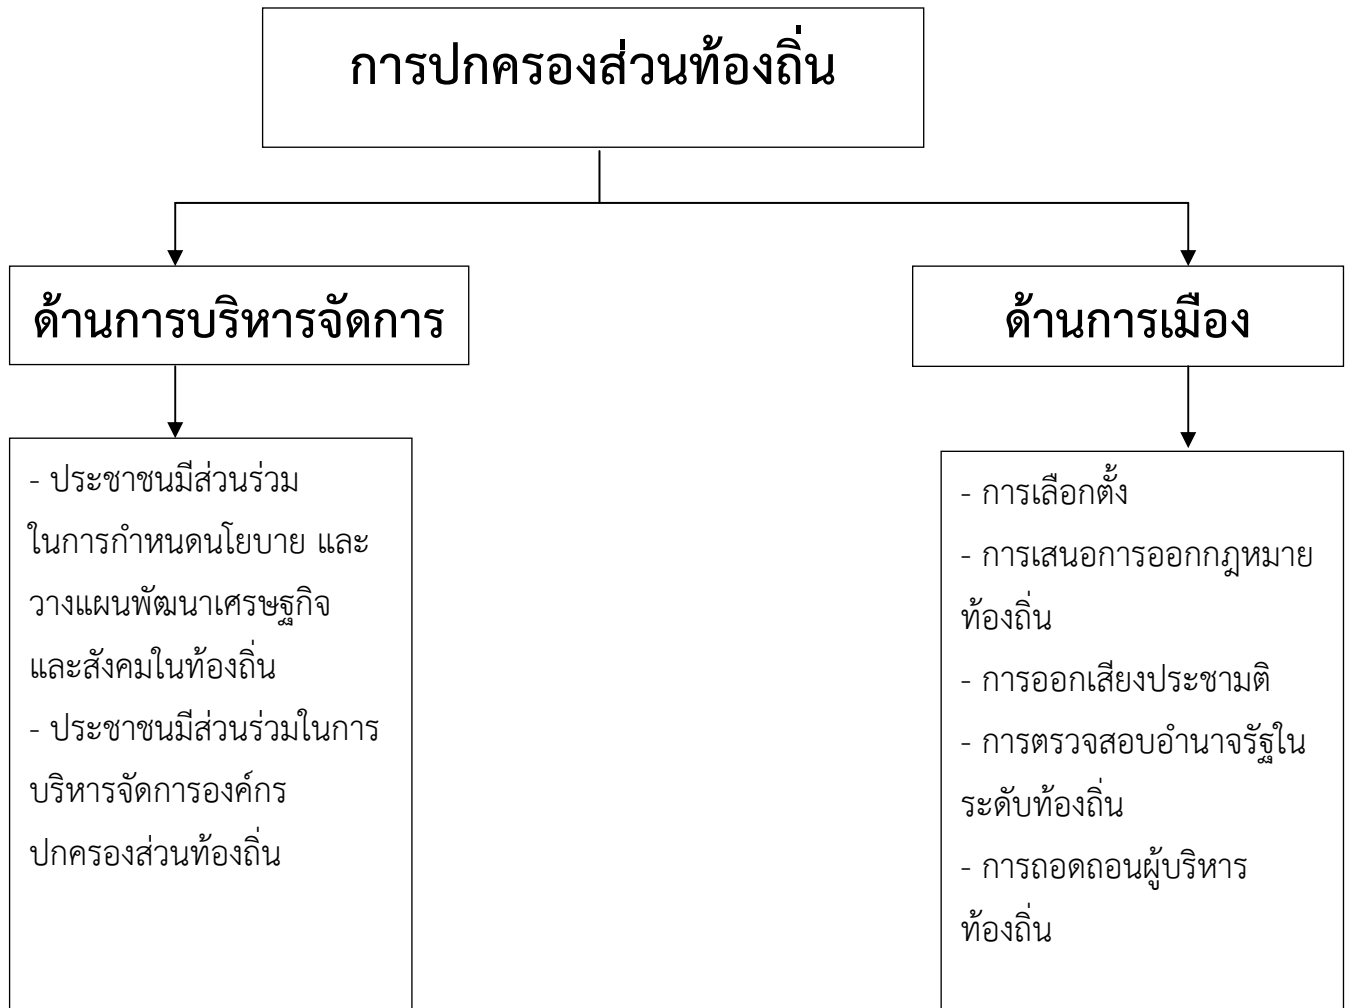 การปกครองส่วนท้องถิ่น
ด้านการบริหารจัดการ
- ประชาชนมีส่วนร่วม
ในการกำหนดนโยบาย และ
วางแผนพัฒนาเศรษฐกิจ
และสังคมในท้องถิ่น
- ประชาชนมีส่วนร่วมในการ
บริหารจัดการองค์กร
ปกครองส่วนท้องถิ่น
ด้านการเมือง
- การเลือกตั้ง
- การเสนอการออกกฎหมาย
ท้องถิ่น
- การออกเสียงประชามติ
- การตรวจสอบอำนาจรัฐใน
ระดับท้องถิ่น
- การถอดถอนผู้บริหาร
ท้องถิ่น